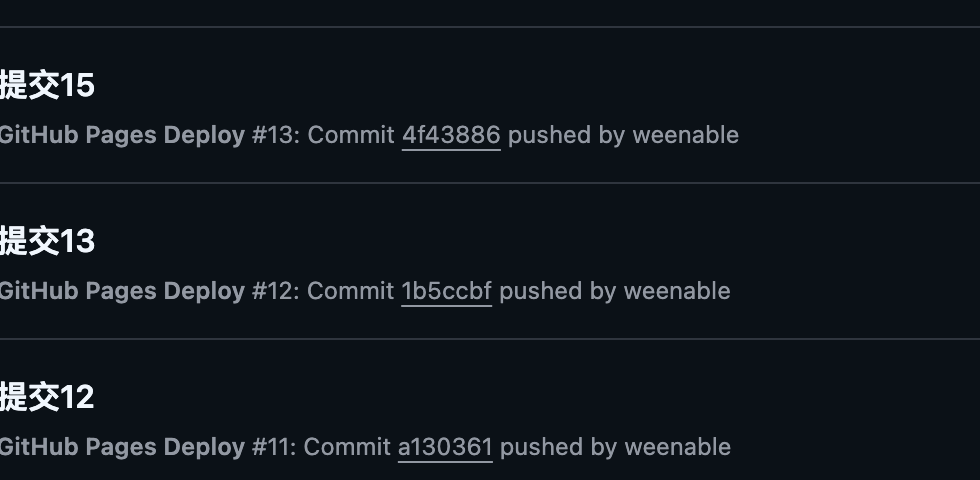 提交15
GitHub Pages Deploy #13: Commit 4f43886 pushed by weenable
提交13
GitHub Pages Deploy #12: Commit 1b5ccbf pushed by weenable
提交12
GitHub Pages Deploy #11: Commit a130361 pushed by weenable